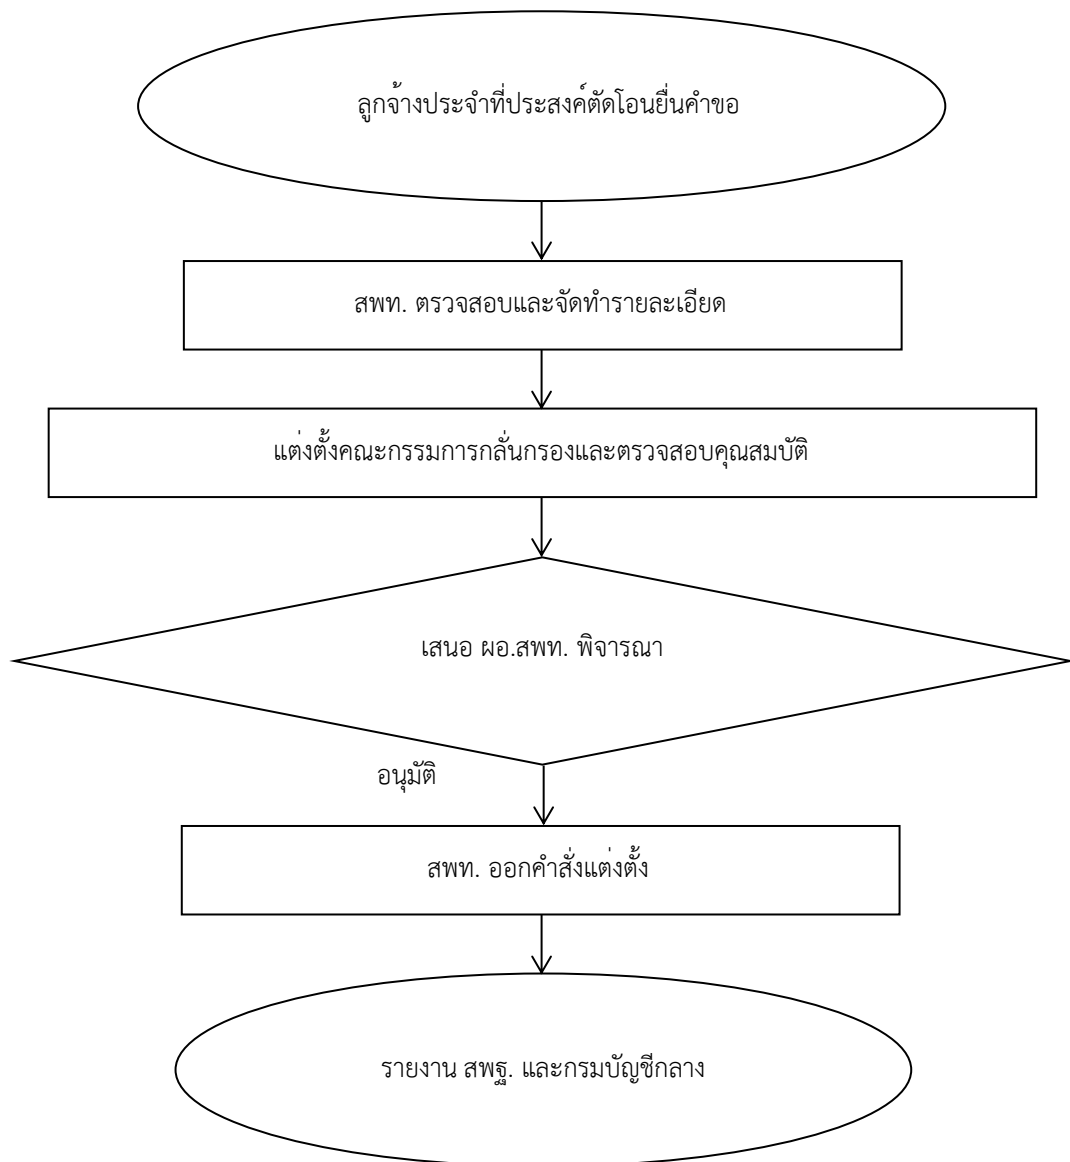 ลูกจ้างประจำที่ประสงค์ตัดโอนยื่นคำขอ
สพท. ตรวจสอบและจัดทำรายละเอียด
แต่งตั้งคณะกรรมการกลั่นกรองและตรวจสอบคุณสมบัติ
เสนอ ผอ.สพท. พิจารณา
อนุมัติ
สพท. ออกคำสั่งแต่งตั้ง
รายงาน สพฐ. และกรมบัญชีกลาง